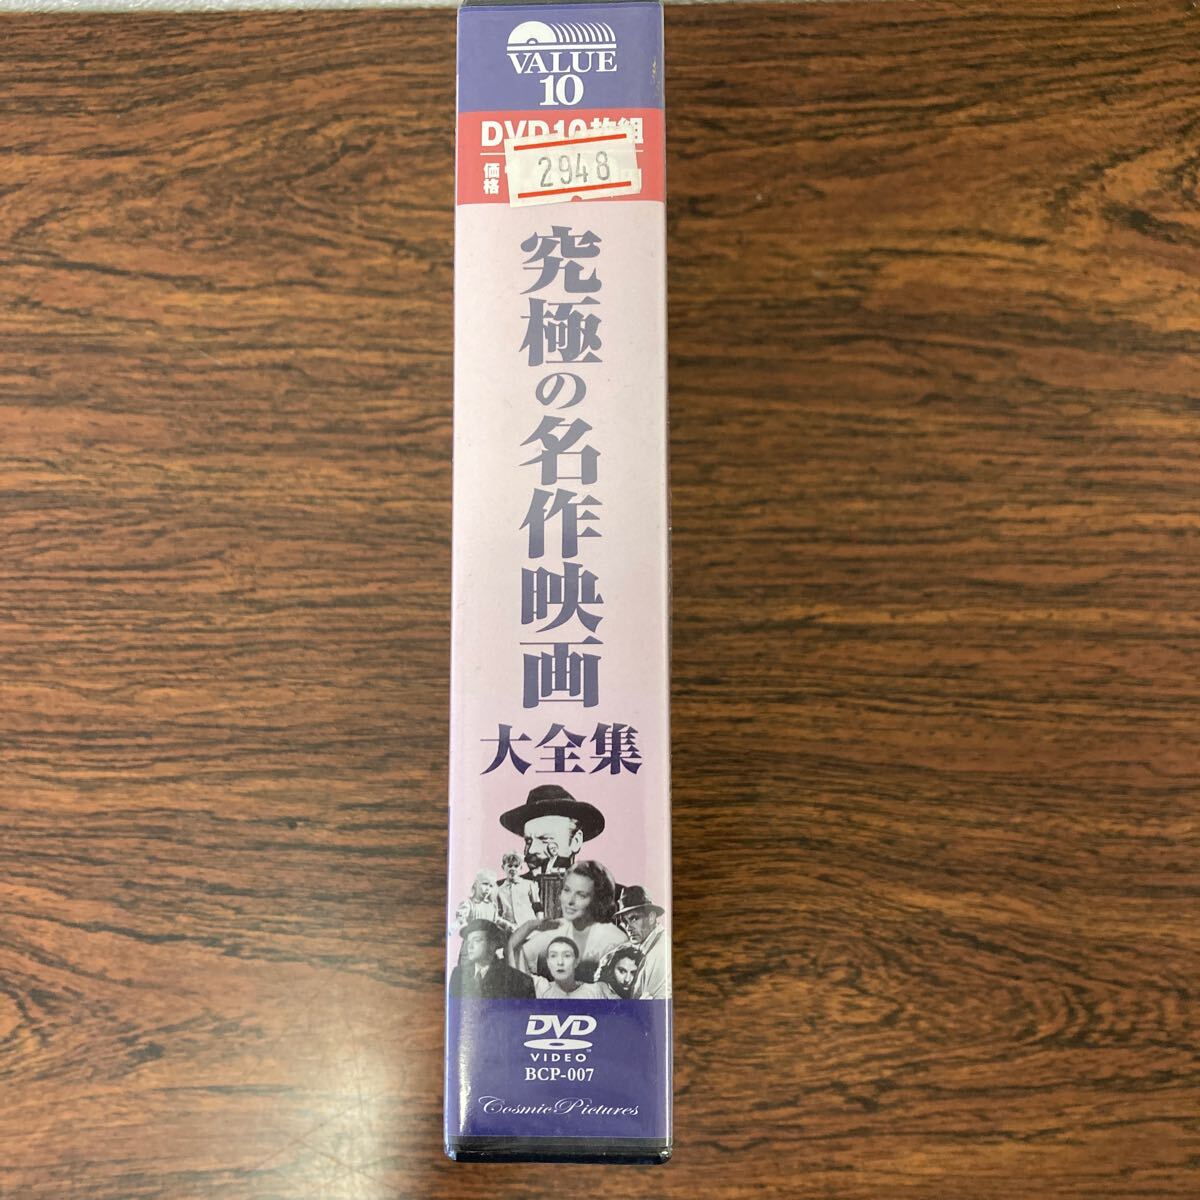 VALUE
10
DVD10枚組
価格
2948
究極の名作映画
大全集
DVD
VIDEO
BCP-007
Cosmic Pictures